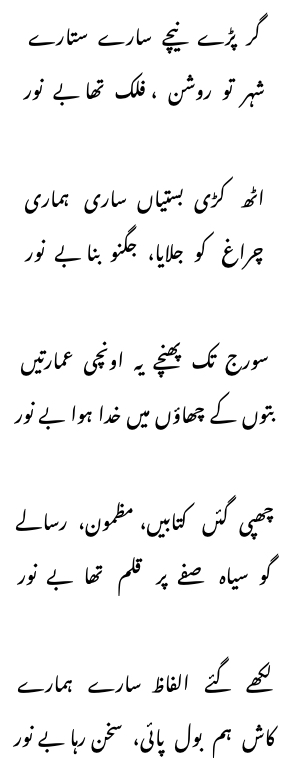 گر پڑے نیچے سارے ستارے
شہر تو روشن ، فلک تھا بے نور
اٹھ کڑی بستیاں ساری ہماری
چراغ کو جلایا، جگنو بنا بے نور
سورج تک پھنچے یہ اونچی عمارتیں
بتوں کے چھاؤں میں خدا ہوا بے نور
چھپی گئں کتابیں، مظمون، رسالے
گو سیاہ صفے پر قلم تھا بے نور
لکھے گئے الفاظ سارے ہمارے
کاش ہم بول پائی، سخن رہا بے نور